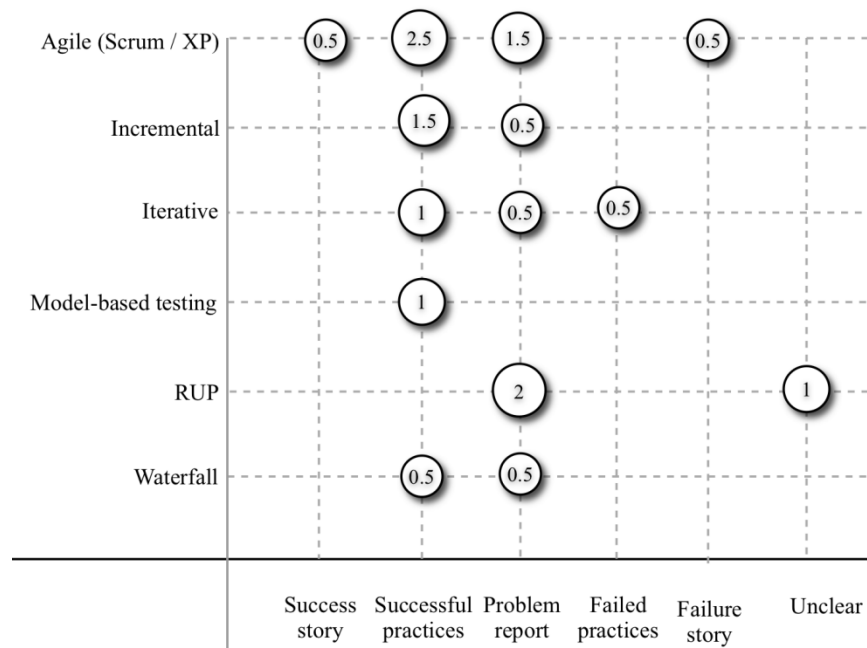 Agile (Scrum / XP) 0.5 2.5 1.5 0.5
Incremental 1.5 0.5
Iterative 1 0.5 0.5
Model-based testing 1
RUP 2 1
Waterfall 0.5 0.5
Success Successful Problem Failed Failure Unclear
story practices report practices story